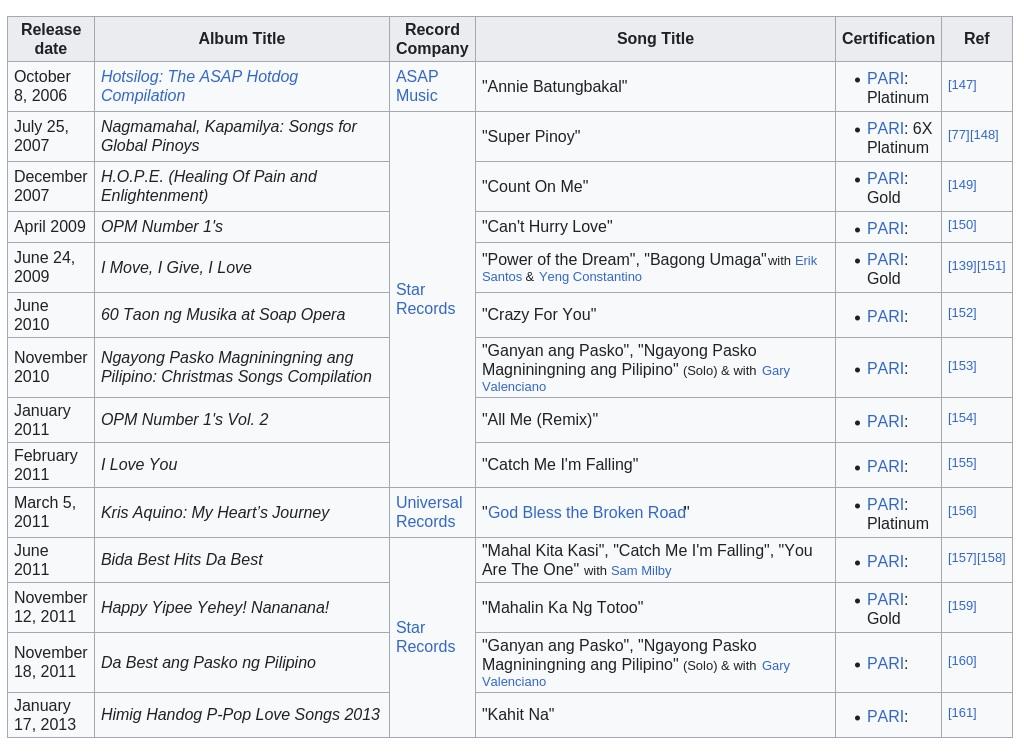 Release date | Album Title | Record Company | Song Title | Certification | Ref
October 8, 2006 | Hotsilog: The ASAP Hotdog Compilation | ASAP Music | "Annie Batungbakal" | • PARI: Platinum | [147]
July 25, 2007 | Nagmamahal, Kapamilya: Songs for Global Pinoys | Star Records | "Super Pinoy" | • PARI: 6X Platinum | [77][148]
December 2007 | H.O.P.E. (Healing Of Pain and Enlightenment) | "Count On Me" | • PARI: Gold | [149]
April 2009 | OPM Number 1's | "Can't Hurry Love" | • PARI: | [150]
June 24, 2009 | I Move, I Give, I Love | "Power of the Dream", "Bagong Umaga" with Erik Santos & Yeng Constantino | • PARI: Gold | [139][151]
June 2010 | 60 Taon ng Musika at Soap Opera | "Crazy For You" | • PARI: | [152]
November 2010 | Ngayong Pasko Magniningning ang Pilipino: Christmas Songs Compilation | "Ganyan ang Pasko", "Ngayong Pasko Magniningning ang Pilipino" (Solo) & with Gary Valenciano | • PARI: | [153]
January 2011 | OPM Number 1's Vol. 2 | "All Me (Remix)" | • PARI: | [154]
February 2011 | I Love You | "Catch Me I'm Falling" | • PARI: | [155]
March 5, 2011 | Kris Aquino: My Heart's Journey | Universal Records | "God Bless the Broken Road" | • PARI: Platinum | [156]
June 2011 | Bida Best Hits Da Best | Star Records | "Mahal Kita Kasi", "Catch Me I'm Falling", "You Are The One" with Sam Milby | • PARI: | [157][158]
November 12, 2011 | Happy Yipee Yehey! Nananana! | "Mahalin Ka Ng Totoo" | • PARI: Gold | [159]
November 18, 2011 | Da Best ang Pasko ng Pilipino | "Ganyan ang Pasko", "Ngayong Pasko Magniningning ang Pilipino" (Solo) & with Gary Valenciano | • PARI: | [160]
January 17, 2013 | Himig Handog P-Pop Love Songs 2013 | "Kahit Na" | • PARI: | [161]